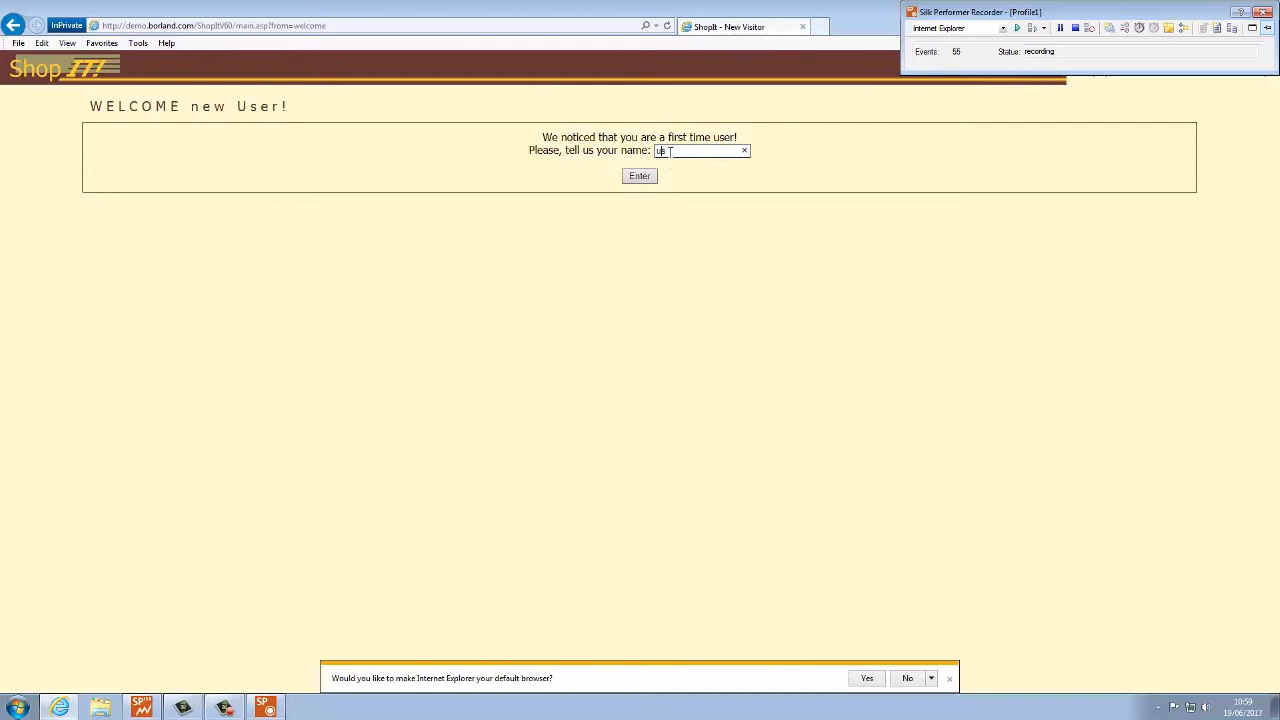 Silk Performer Recorder - [Profile1]
InPrivate
http://demo.borland.com/ShopItV60/main.asp?from=welcome
ShopIt - New Visitor
Internet Explorer
File Edit View Favorites Tools Help
Events: 55 Status: recording
Shop IT!
WELCOME new User!
We noticed that you are a first time user!
Please, tell us your name: us
Enter
Would you like to make Internet Explorer your default browser?
Yes
No
10:59
19/06/2017